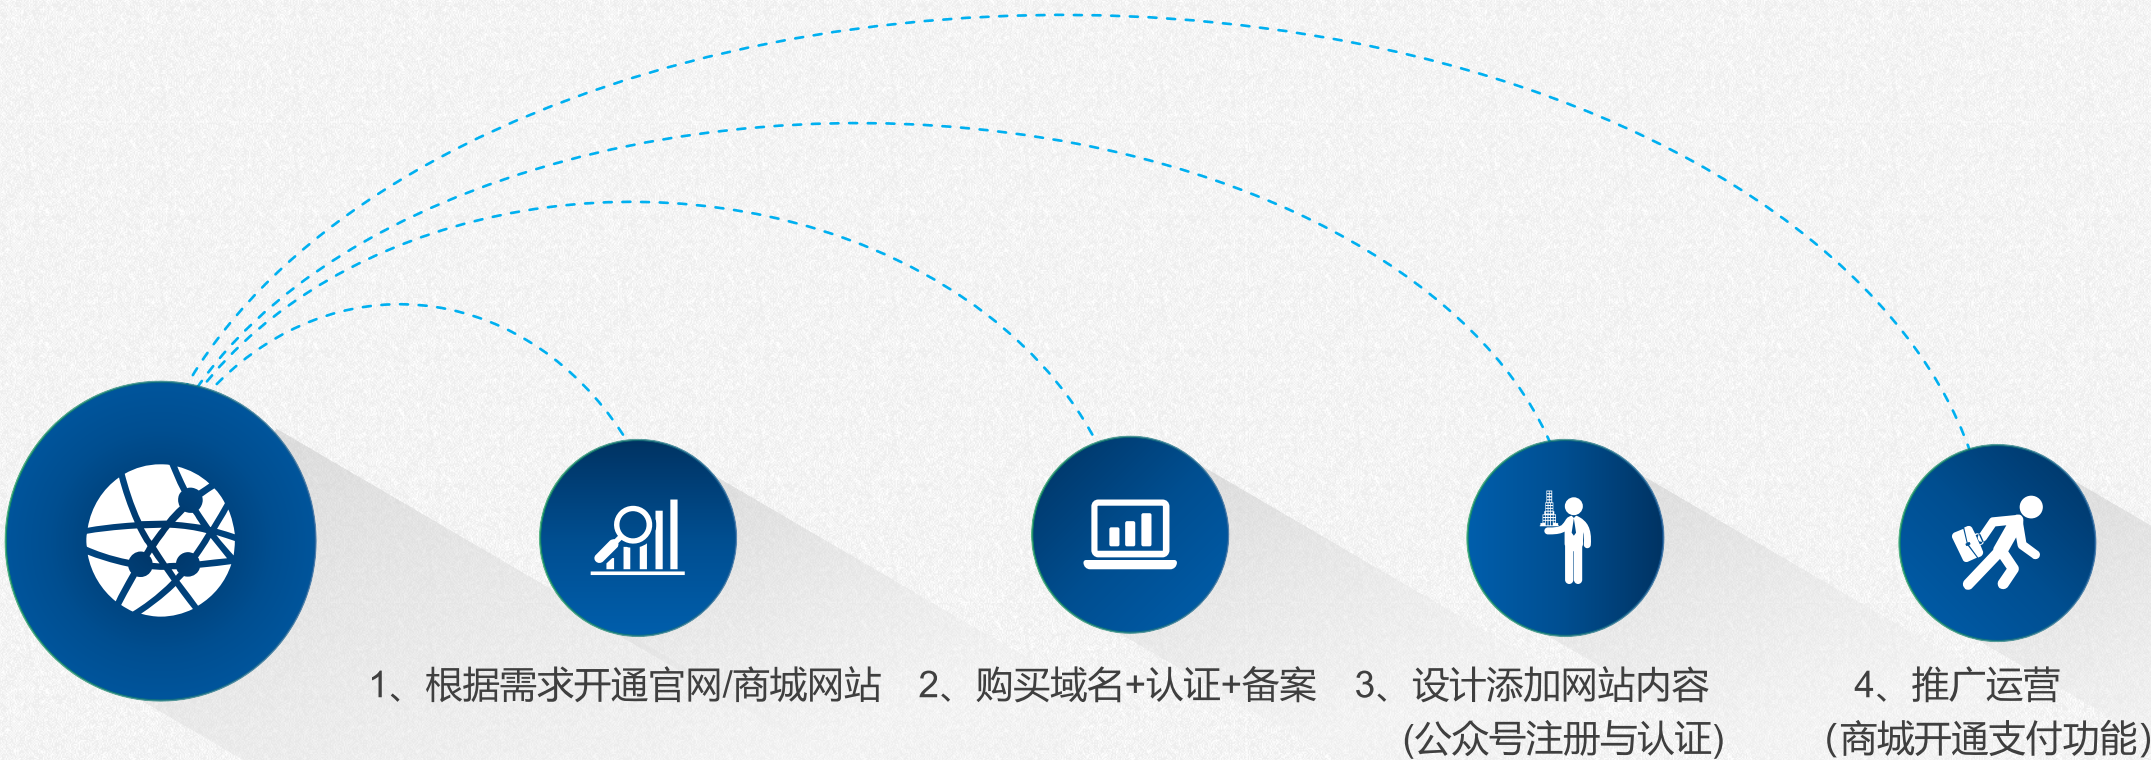 1、根据需求开通官网/商城网站
2、购买域名+认证+备案
3、设计添加网站内容
(公众号注册与认证)
4、推广运营
(商城开通支付功能)